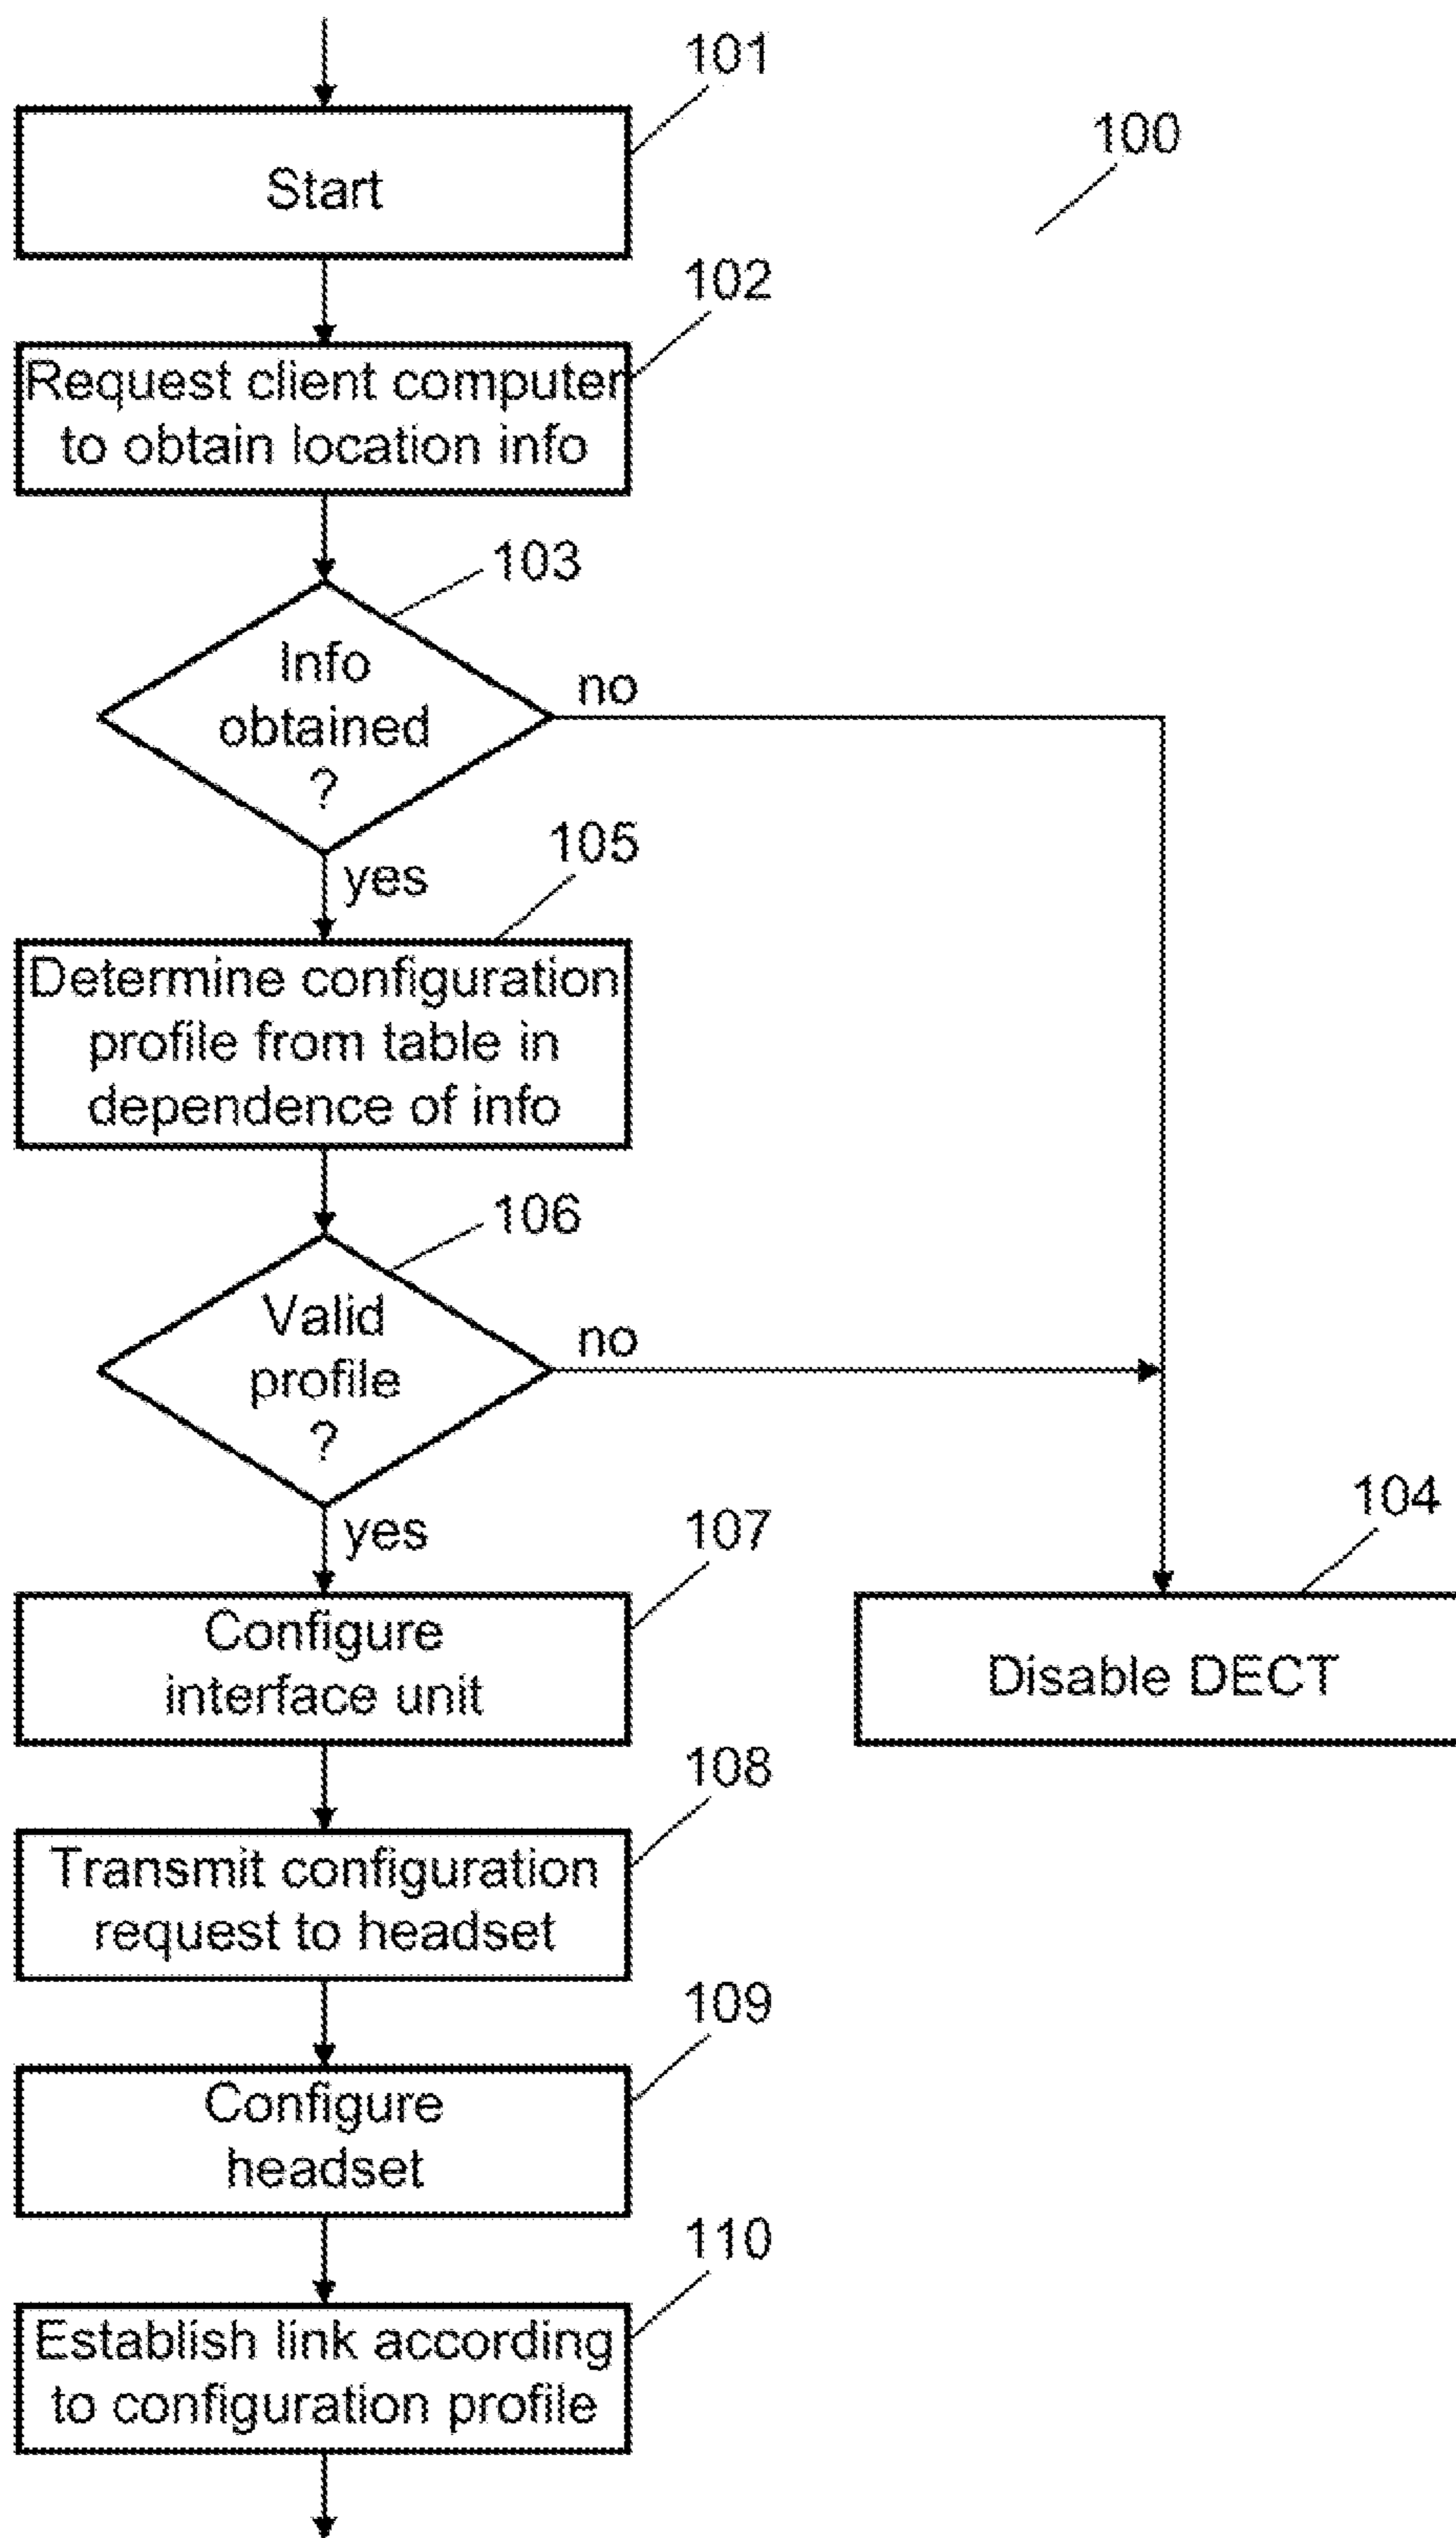 101
100
Start
102
Request client computer
to obtain location info
103
Info
obtained
?
no
yes
105
Determine configuration
profile from table in
dependence of info
106
Valid
profile
?
no
yes
107
104
Configure
interface unit
Disable DECT
108
Transmit configuration
request to headset
109
Configure
headset
110
Establish link according
to configuration profile